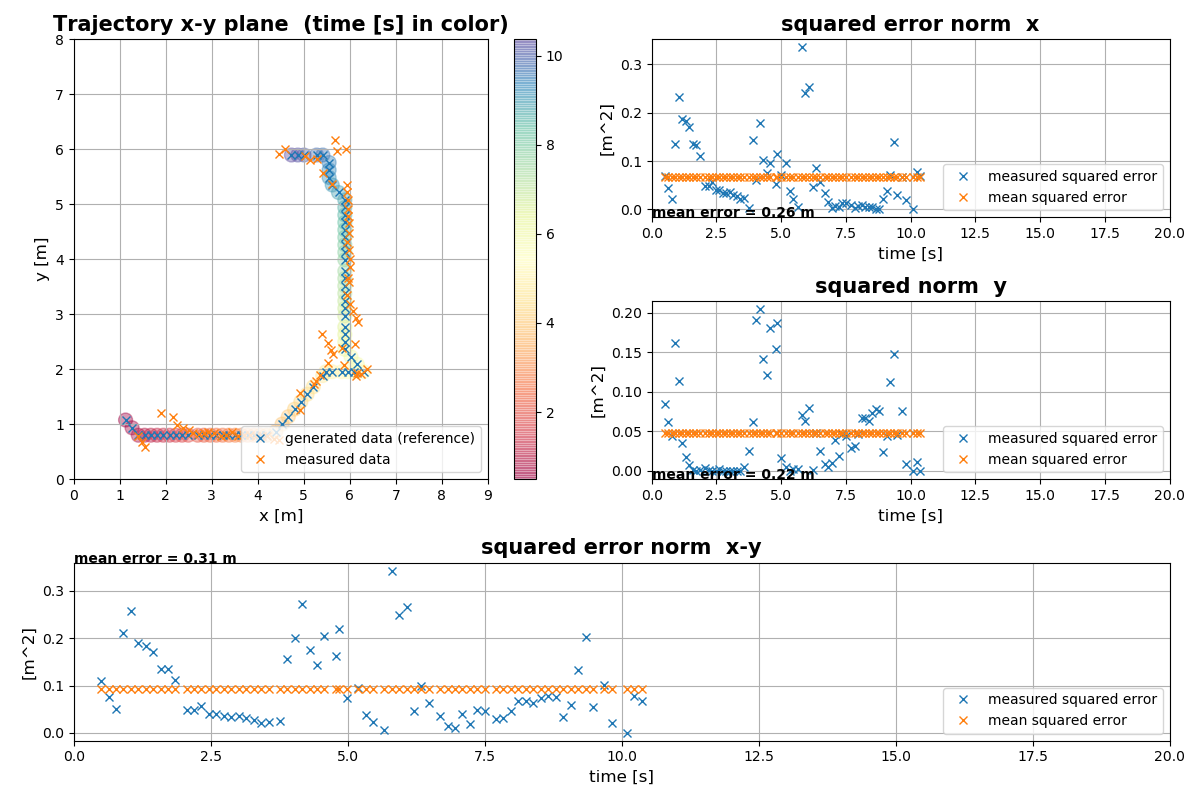 Trajectory x-y plane  (time [s] in color)
8
7
6
5
4
3
2
1
0
y [m]
0 1 2 3 4 5 6 7 8 9
x [m]
generated data (reference)
measured data
10
8
6
4
2
squared error norm  x
[m^2]
0.3
0.2
0.1
0.0
measured squared error
mean squared error
mean error = 0.26 m
0.0 2.5 5.0 7.5 10.0 12.5 15.0 17.5 20.0
time [s]
squared norm  y
[m^2]
0.20
0.15
0.10
0.05
0.00
measured squared error
mean squared error
mean error = 0.22 m
0.0 2.5 5.0 7.5 10.0 12.5 15.0 17.5 20.0
time [s]
squared error norm  x-y
mean error = 0.31 m
[m^2]
0.3
0.2
0.1
0.0
measured squared error
mean squared error
0.0 2.5 5.0 7.5 10.0 12.5 15.0 17.5 20.0
time [s]